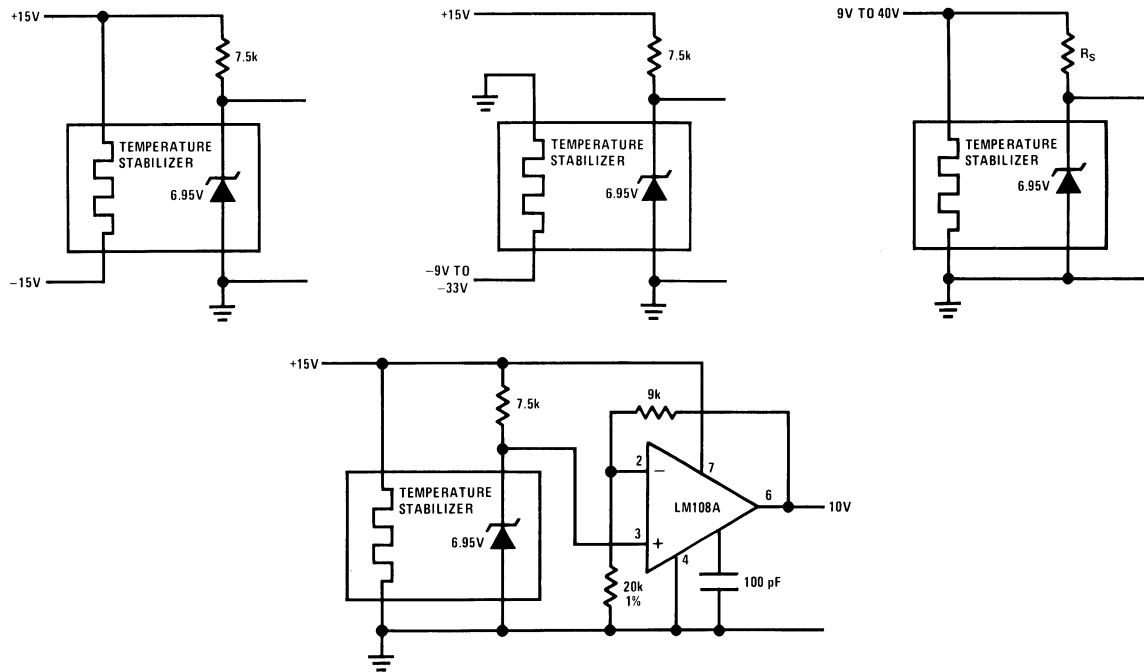 +15V
7.5k
TEMPERATURE
STABILIZER
6.95V
−15V
+15V
7.5k
TEMPERATURE
STABILIZER
6.95V
−9V TO
−33V
9V TO 40V
RS
TEMPERATURE
STABILIZER
6.95V
+15V
7.5k
TEMPERATURE
STABILIZER
6.95V
9k
2
−
7
LM108A
6
10V
3
+
4
20k
1%
100 pF